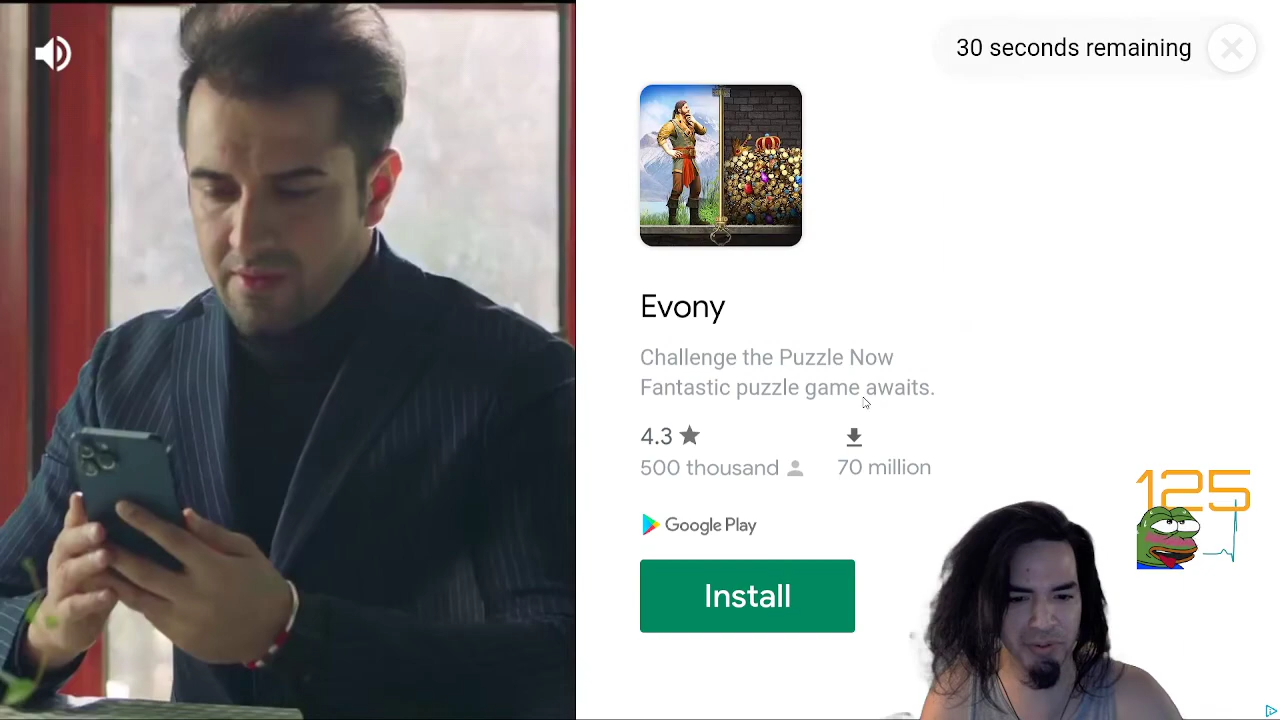 30 seconds remaining
Evony
Challenge the Puzzle Now
Fantastic puzzle game awaits.
4.3
500 thousand
70 million
Google Play
Install
125